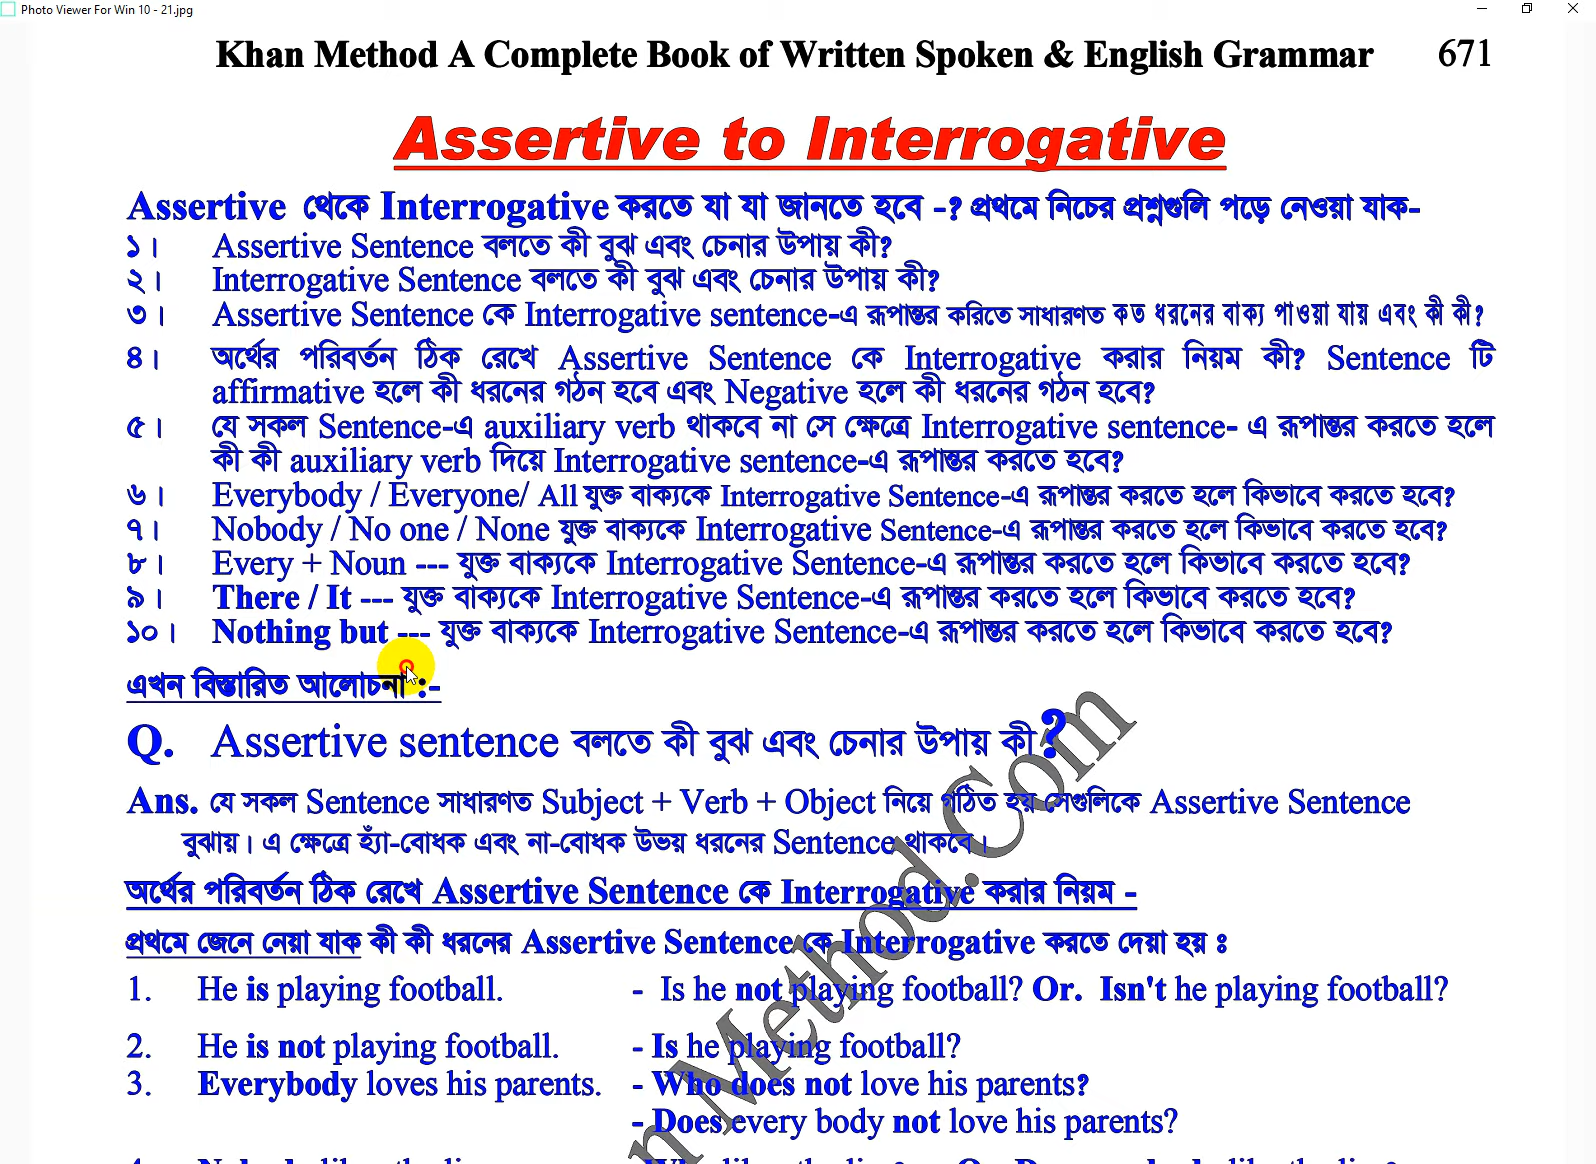 Photo Viewer For Win 10 - 21.jpg
Khan Method A Complete Book of Written Spoken & English Grammar 671
Assertive to Interrogative
Assertive থেকে Interrogative করতে যা যা জানতে হবে -? প্রথমে নিচের প্রশ্নগুলি পড়ে নেওয়া যাক-
১। Assertive Sentence বলতে কী বুঝ এবং চেনার উপায় কী?
২। Interrogative Sentence বলতে কী বুঝ এবং চেনার উপায় কী?
৩। Assertive Sentence কে Interrogative sentence-এ রূপান্তর করিতে সাধারণত কত ধরনের বাক্য পাওয়া যায় এবং কী কী?
৪। অর্থের পরিবর্তন ঠিক রেখে Assertive Sentence কে Interrogative করার নিয়ম কী? Sentence টি
affirmative হলে কী ধরনের গঠন হবে এবং Negative হলে কী ধরনের গঠন হবে?
৫। যে সকল Sentence-এ auxiliary verb থাকবে না সে ক্ষেত্রে Interrogative sentence- এ রূপান্তর করতে হলে
কী কী auxiliary verb দিয়ে Interrogative sentence-এ রূপান্তর করতে হবে?
৬। Everybody / Everyone/ All যুক্ত বাক্যকে Interrogative Sentence-এ রূপান্তর করতে হলে কিভাবে করতে হবে?
৭। Nobody / No one / None যুক্ত বাক্যকে Interrogative Sentence-এ রূপান্তর করতে হলে কিভাবে করতে হবে?
৮। Every + Noun --- যুক্ত বাক্যকে Interrogative Sentence-এ রূপান্তর করতে হলে কিভাবে করতে হবে?
৯। There / It --- যুক্ত বাক্যকে Interrogative Sentence-এ রূপান্তর করতে হলে কিভাবে করতে হবে?
১০। Nothing but --- যুক্ত বাক্যকে Interrogative Sentence-এ রূপান্তর করতে হলে কিভাবে করতে হবে?
এখন বিস্তারিত আলোচনা :-
Q. Assertive sentence বলতে কী বুঝ এবং চেনার উপায় কী?
Ans. যে সকল Sentence সাধারণত Subject + Verb + Object নিয়ে গঠিত হয় সেগুলিকে Assertive Sentence
বুঝায়। এ ক্ষেত্রে হ্যাঁ-বোধক এবং না-বোধক উভয় ধরনের Sentence থাকবে।
অর্থের পরিবর্তন ঠিক রেখে Assertive Sentence কে Interrogative করার নিয়ম -
প্রথমে জেনে নেয়া যাক কী কী ধরনের Assertive Sentence কে Interrogative করতে দেয়া হয় ঃ
1. He is playing football. - Is he not playing football? Or. Isn't he playing football?
2. He is not playing football. - Is he playing football?
3. Everybody loves his parents. - Who does not love his parents?
- Does every body not love his parents?
Method.Com